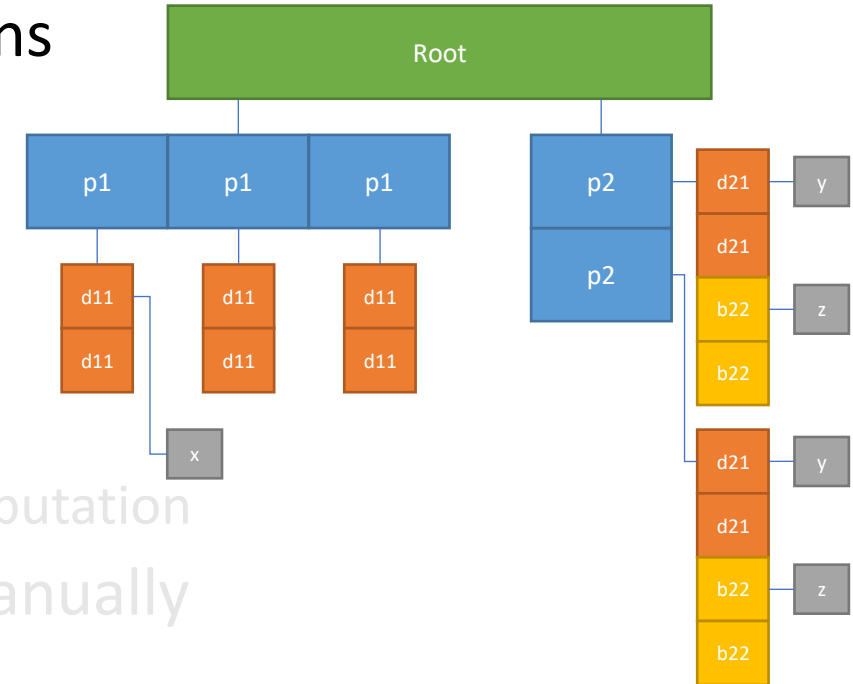 ns
Root
p1 p1 p1
p2
p2
d11 d11 d11
d11 d11 d11
x
d21 y
d21
b22 z
b22
d21 y
d21
b22 z
b22
putation
anually